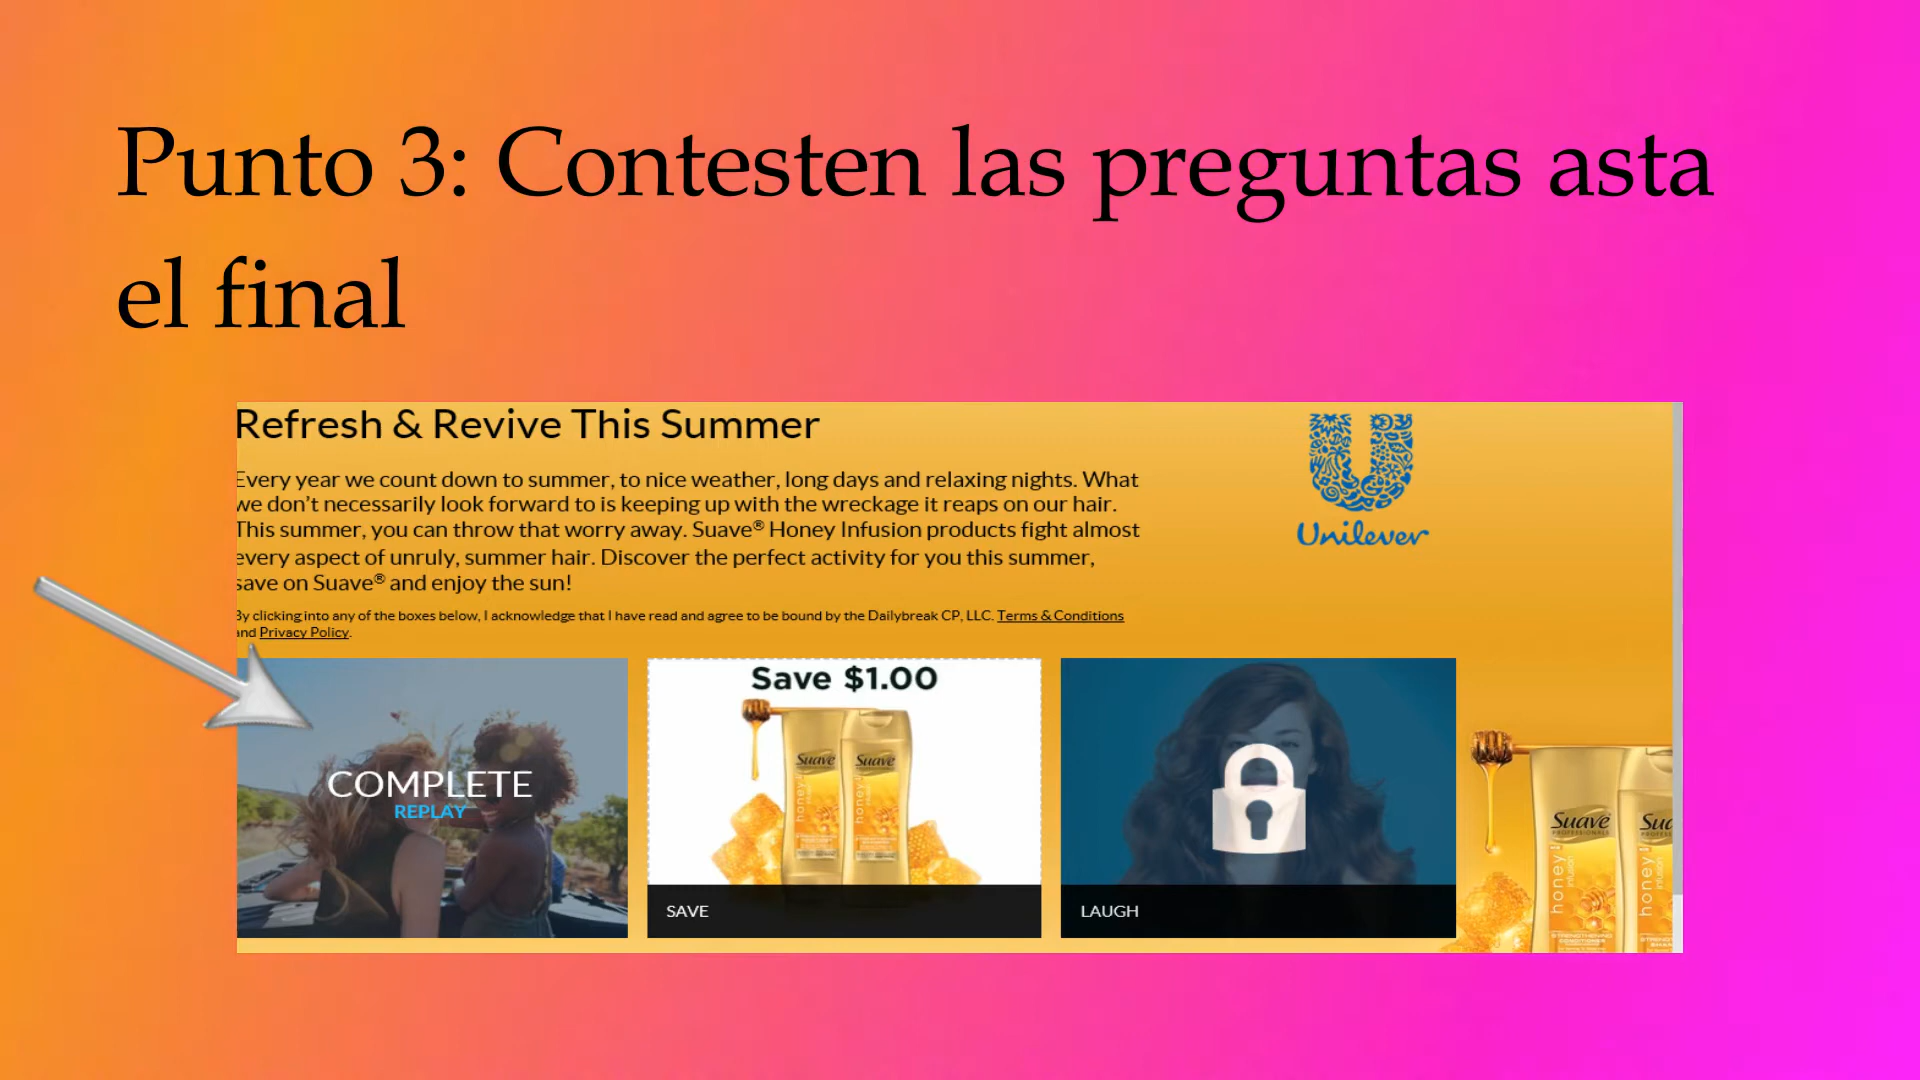 Punto 3: Contesten las preguntas asta
el final
Refresh & Revive This Summer
Every year we count down to summer, to nice weather, long days and relaxing nights. What
we don't necessarily look forward to is keeping up with the wreckage it reaps on our hair.
This summer, you can throw that worry away. Suave® Honey Infusion products fight almost
every aspect of unruly, summer hair. Discover the perfect activity for you this summer,
save on Suave® and enjoy the sun!
By clicking into any of the boxes below, I acknowledge that I have read and agree to be bound by the Dailybreak CP, LLC. Terms & Conditions
and Privacy Policy.
Unilever
COMPLETE
REPLAY
Save $1.00
Suave
honey
Suave
honey
SAVE
LAUGH
Suave
PROFESSIONALS
honey
infusion
honey